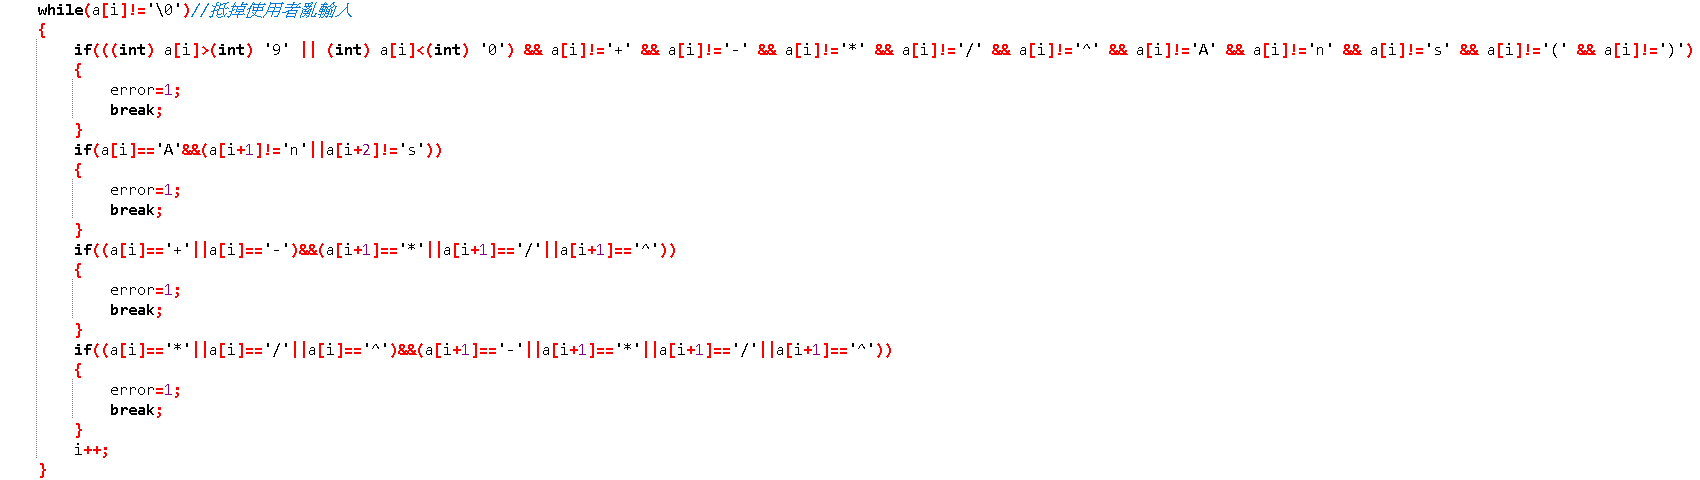 while(a[i]!='\0')//抵掉使用者亂輸入
{
if(((int) a[i]>(int) '9' || (int) a[i]<(int) '0') && a[i]!='+' && a[i]!='-' && a[i]!='*' && a[i]!='/' && a[i]!='^' && a[i]!='A' && a[i]!='n' && a[i]!='s' && a[i]!='(' && a[i]!=')')
{
error=1;
break;
}
if(a[i]=='A'&&(a[i+1]!='n'||a[i+2]!='s'))
{
error=1;
break;
}
if((a[i]=='+'||a[i]=='-')&&(a[i+1]=='*'||a[i+1]=='/'||a[i+1]=='^'))
{
error=1;
break;
}
if((a[i]=='*'||a[i]=='/'||a[i]=='^')&&(a[i+1]=='-'||a[i+1]=='*'||a[i+1]=='/'||a[i+1]=='^'))
{
error=1;
break;
}
i++;
}